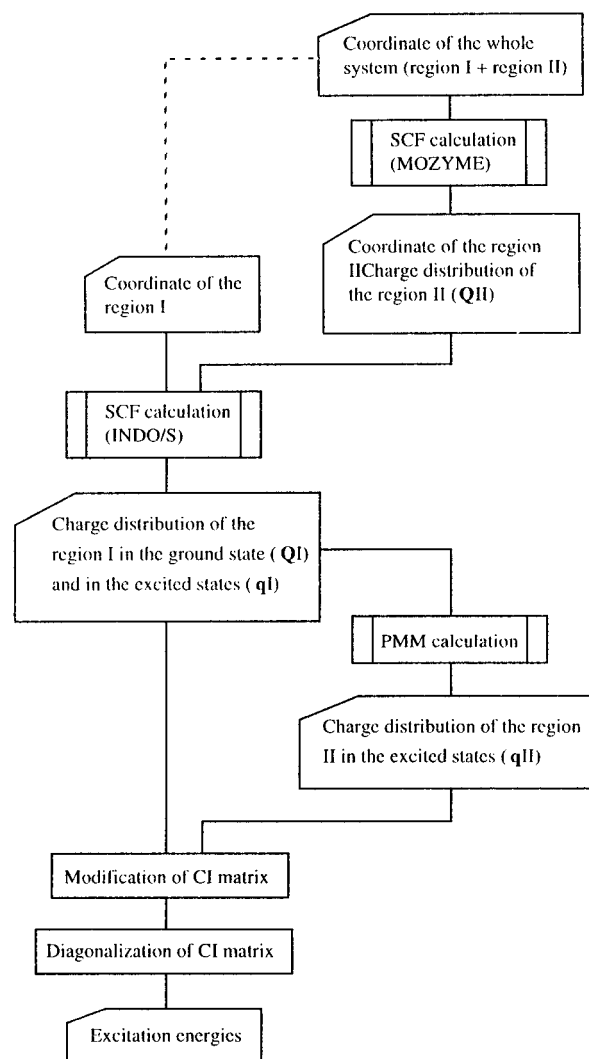 Coordinate of the whole
system (region I + region II)
SCF calculation
(MOZYME)
Coordinate of the region
IICharge distribution of
the region II (QII)
Coordinate of the
region I
SCF calculation
(INDO/S)
Charge distribution of the
region I in the ground state ( QI)
and in the excited states ( qI)
PMM calculation
Charge distribution of the region
II in the excited states ( qII)
Modification of CI matrix
Diagonalization of CI matrix
Excitation energies